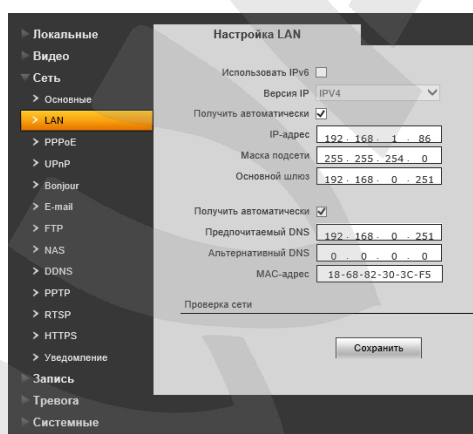 Локальные
Видео
Сеть
Основные
LAN
PPPoE
UPnP
Bonjour
E-mail
FTP
NAS
DDNS
PPTP
RTSP
HTTPS
Уведомление
Запись
Тревога
Системные
Настройка LAN
Использовать IPv6
Версия IP IPV4
Получить автоматически
IP-адрес 192 . 168 . 1 . 86
Маска подсети 255 . 255 . 254 . 0
Основной шлюз 192 . 168 . 0 . 251
Получить автоматически
Предпочитаемый DNS 192 . 168 . 0 . 251
Альтернативный DNS 0 . 0 . 0 . 0
MAC-адрес 18-68-82-30-3C-F5
Проверка сети
Сохранить